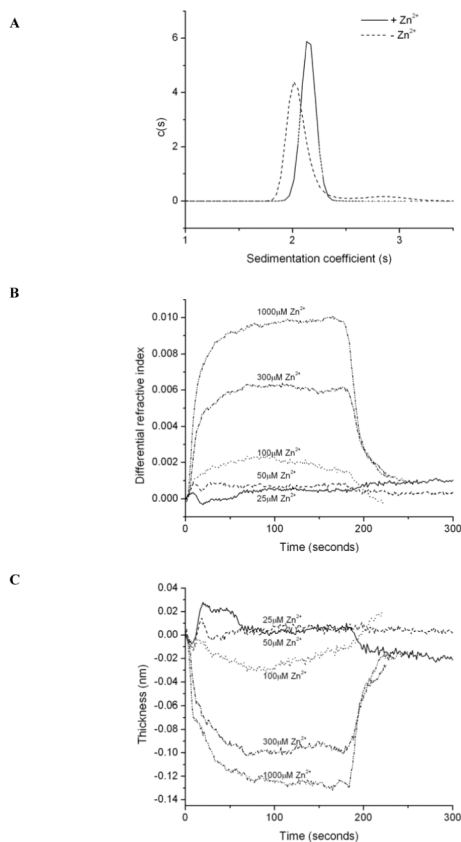 A
+ Zn²⁺
- Zn²⁺
6
4
2
0
c(s)
1 2 3
Sedimentation coefficient (s)
B
0.010
0.008
0.006
0.004
0.002
0.000
Differential refractive index
1000µM Zn²⁺
300µM Zn²⁺
100µM Zn²⁺
50µM Zn²⁺
25µM Zn²⁺
0 100 200 300
Time (seconds)
C
0.04
0.02
0.00
-0.02
-0.04
-0.06
-0.08
-0.10
-0.12
-0.14
Thickness (nm)
25µM Zn²⁺
50µM Zn²⁺
100µM Zn²⁺
300µM Zn²⁺
1000µM Zn²⁺
0 100 200 300
Time (seconds)